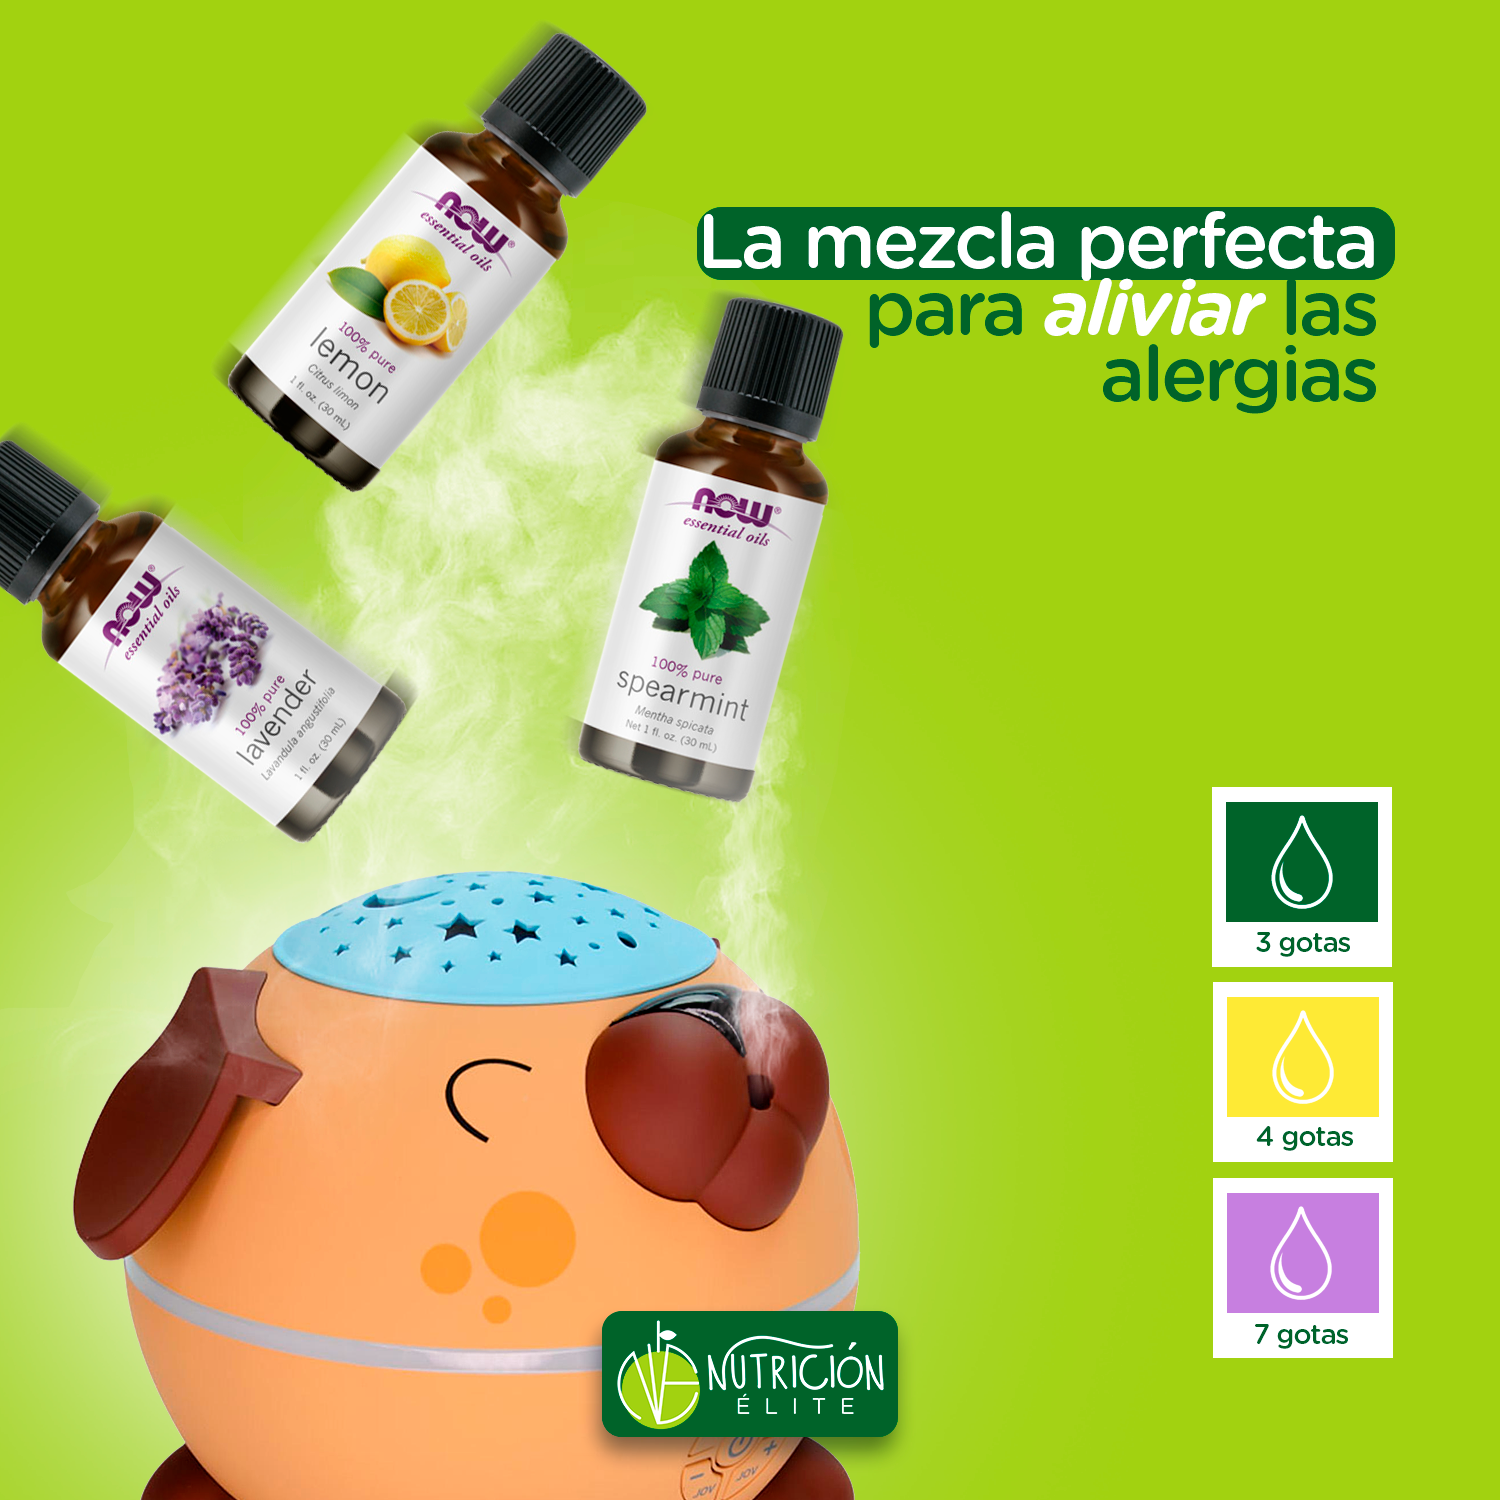 La mezcla perfecta
para aliviar las
alergias
now®
essential oils
100% pure
lemon
Citrus limon
1 fl. oz. (30 mL)
now®
essential oils
100% pure
spearmint
Mentha spicata
Net 1 fl. oz. (30 mL)
now®
essential oils
100% pure
lavender
Lavandula angustifolia
1 fl. oz. (30 mL)
3 gotas
4 gotas
7 gotas
NUTRICIÓN
ÉLITE